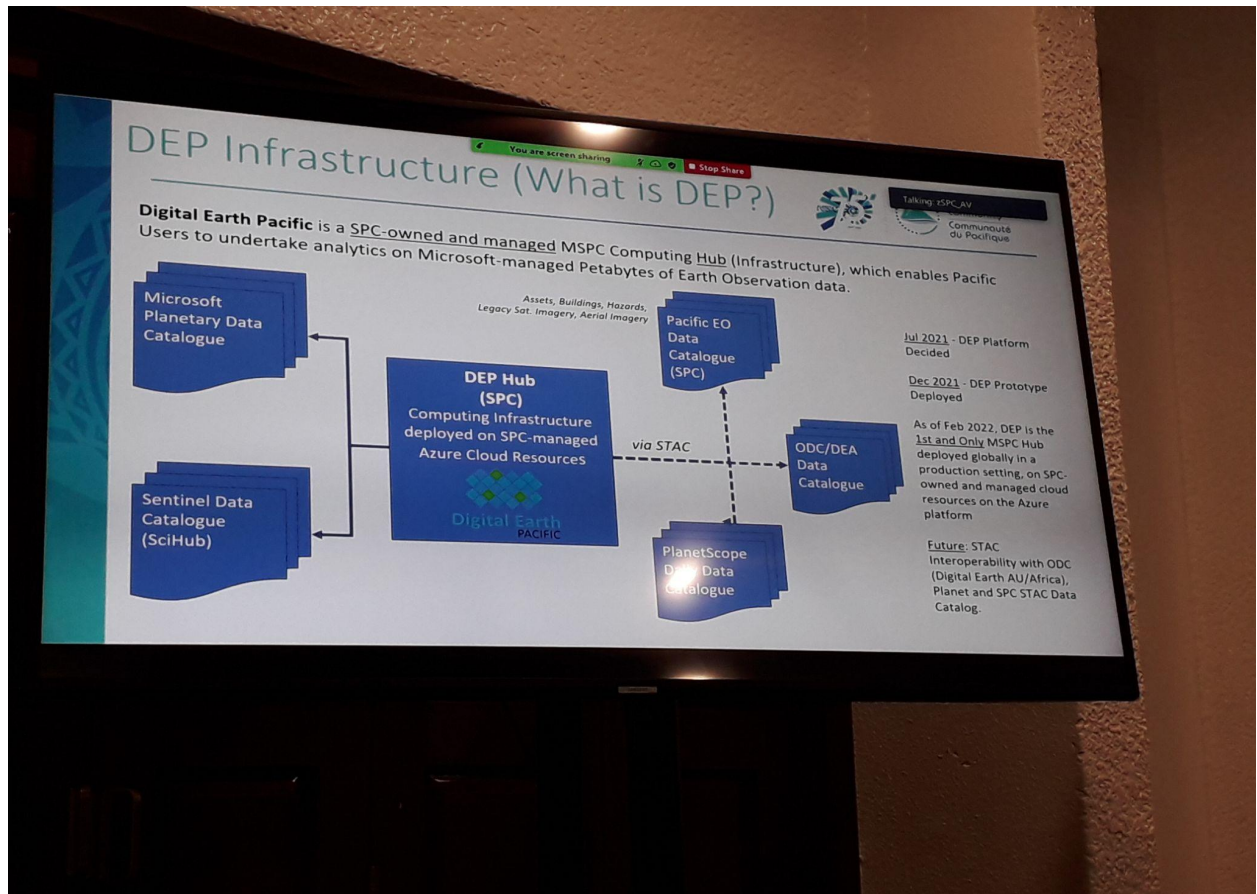 DEP Infrastructure (What is DEP?)
You are screen sharing
Stop Share
Talking: zSPC_AV
Communauté
du Pacifique
Digital Earth Pacific is a SPC-owned and managed MSPC Computing Hub (Infrastructure), which enables Pacific
Users to undertake analytics on Microsoft-managed Petabytes of Earth Observation data.
Microsoft
Planetary Data
Catalogue
Sentinel Data
Catalogue
(SciHub)
DEP Hub
(SPC)
Computing Infrastructure
deployed on SPC-managed
Azure Cloud Resources
Digital Earth
PACIFIC
Assets, Buildings, Hazards,
Legacy Sat. Imagery, Aerial Imagery
Pacific EO
Data
Catalogue
(SPC)
via STAC
ODC/DEA
Data
Catalogue
PlanetScope
Data
Catalogue
Jul 2021 - DEP Platform
Decided
Dec 2021 - DEP Prototype
Deployed
As of Feb 2022, DEP is the
1st and Only MSPC Hub
deployed globally in a
production setting, on SPC-
owned and managed cloud
resources on the Azure
platform
Future: STAC
Interoperability with ODC
(Digital Earth AU/Africa),
Planet and SPC STAC Data
Catalog.